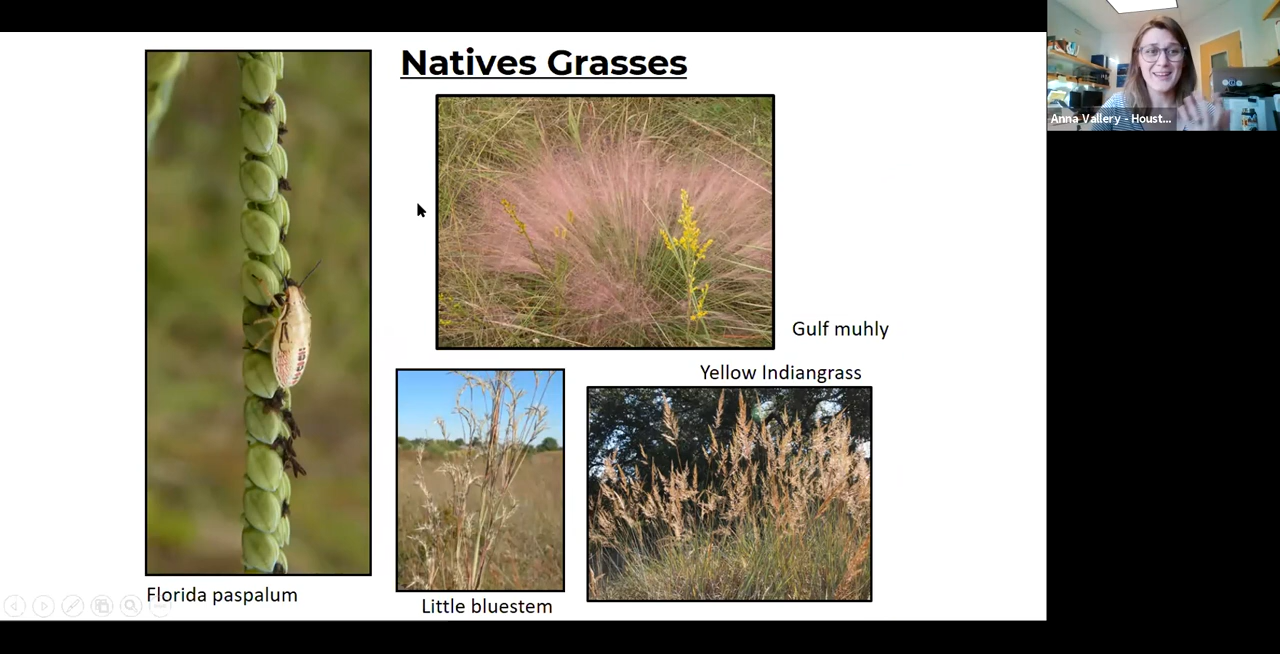 Natives Grasses
Anna Vallery - Houst...
Gulf muhly
Yellow Indiangrass
Florida paspalum
Little bluestem